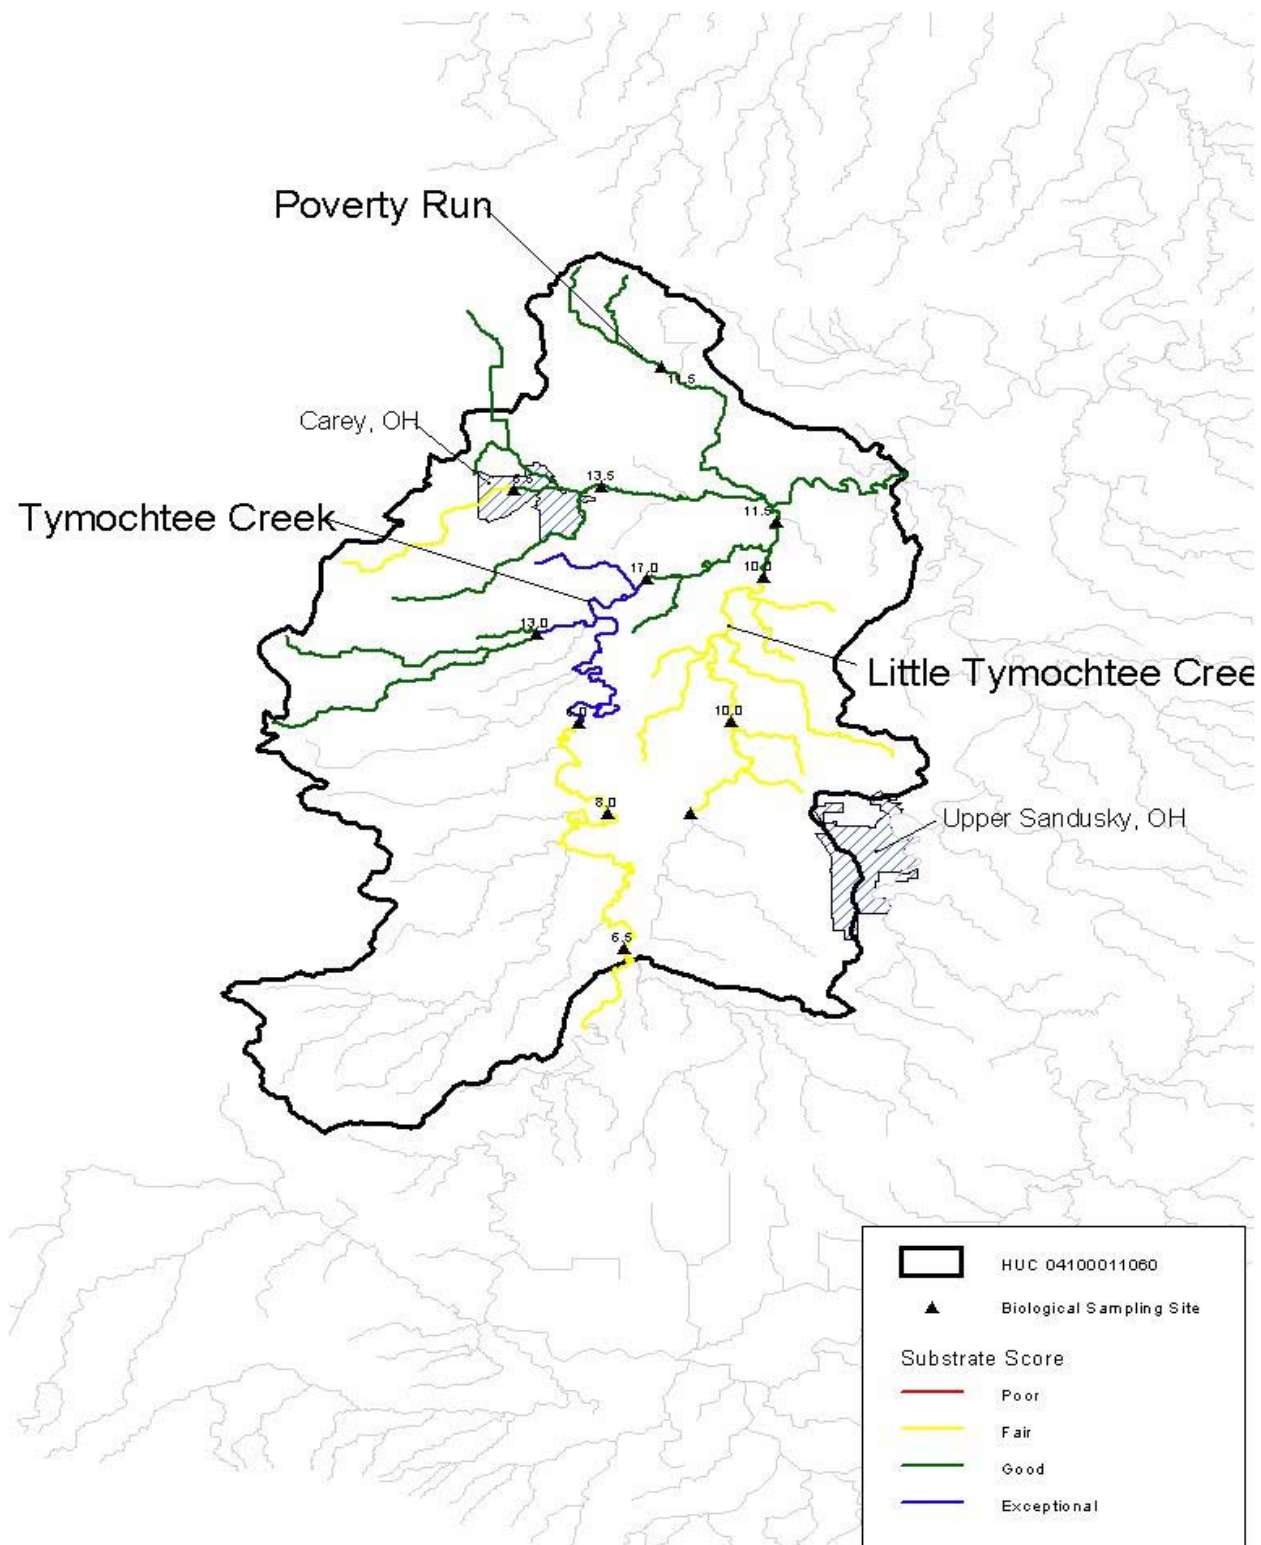 Poverty Run
11.5
Carey, OH
13.5
Tymochtee Creek
11.5
17.0
10.0
13.0
Little Tymochtee Cree
10.0
8.0
Upper Sandusky, OH
HUC 04100011060
Biological Sampling Site
Substrate Score
Poor
Fair
Good
Exceptional